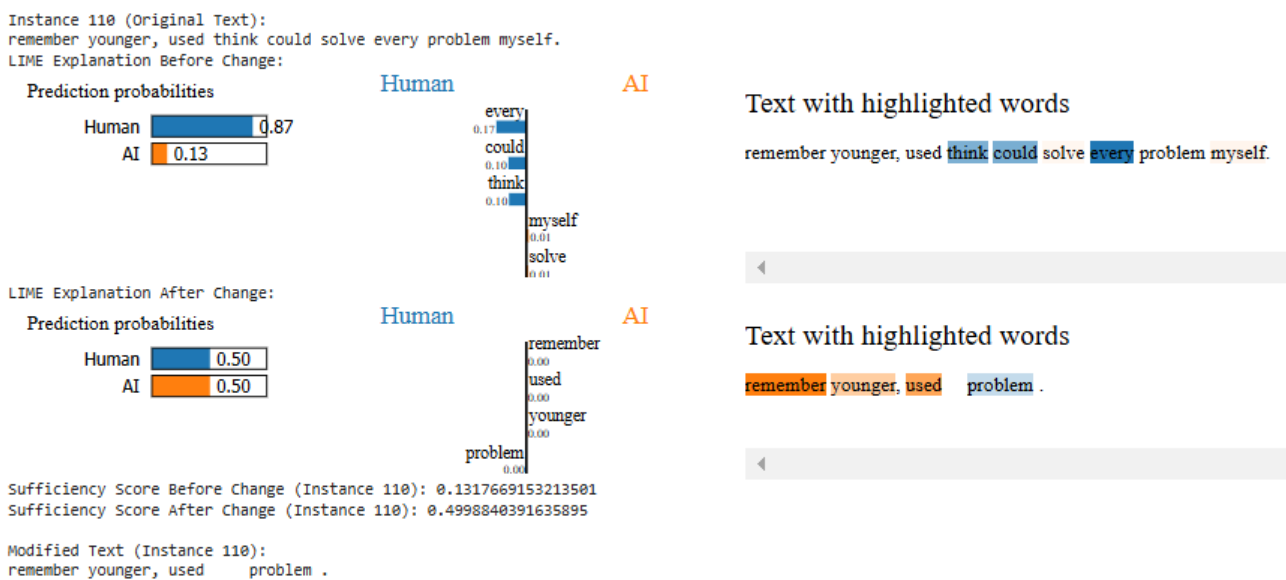 Instance 110 (Original Text):
remember younger, used think could solve every problem myself.
LIME Explanation Before Change:
Prediction probabilities
Human 0.87
AI 0.13
Human AI
every
0.17
could
0.10
think
0.10
myself
0.01
solve
0.01
Text with highlighted words
remember younger, used think could solve every problem myself.
LIME Explanation After Change:
Prediction probabilities
Human 0.50
AI 0.50
Human AI
remember
0.00
used
0.00
younger
0.00
problem
0.00
Text with highlighted words
remember younger, used problem .
Sufficiency Score Before Change (Instance 110): 0.1317669153213501
Sufficiency Score After Change (Instance 110): 0.4998840391635895
Modified Text (Instance 110):
remember younger, used problem .